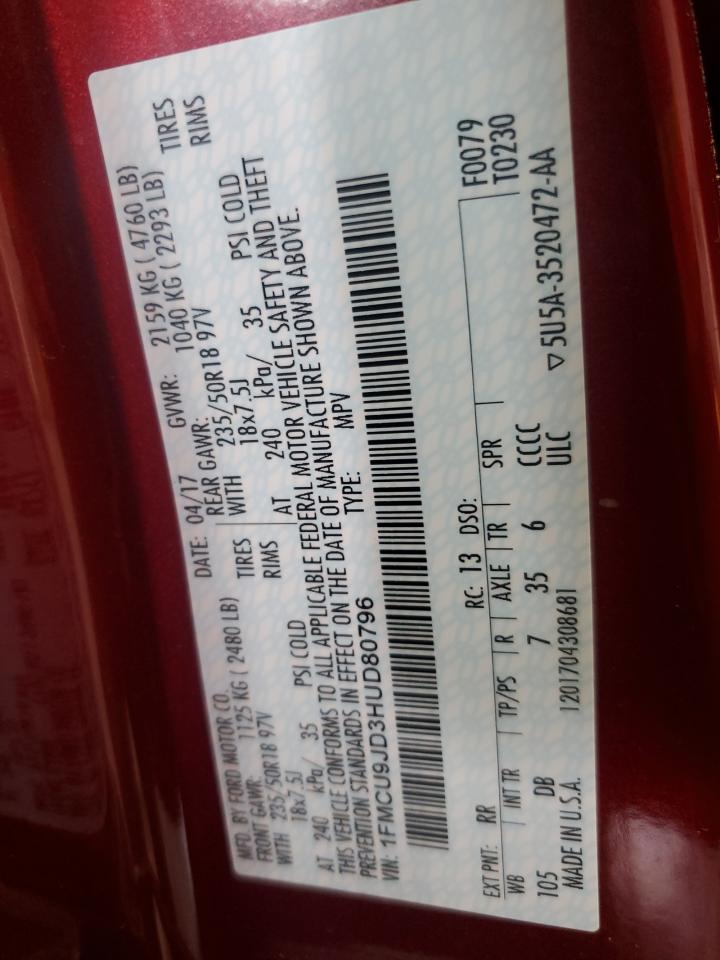 MFD. BY FORD MOTOR CO. DATE: 04/17 GVWR: 2159 KG ( 4760 LB)
FRONT GAWR: 1125 KG ( 2480 LB) REAR GAWR: 1040 KG ( 2293 LB)
WITH 235/50R18 97V TIRES WITH 235/50R18 97V TIRES
18x7.5J RIMS 18x7.5J RIMS
AT 240 kPa/ 35 PSI COLD AT 240 kPa/ 35 PSI COLD
THIS VEHICLE CONFORMS TO ALL APPLICABLE FEDERAL MOTOR VEHICLE SAFETY AND THEFT
PREVENTION STANDARDS IN EFFECT ON THE DATE OF MANUFACTURE SHOWN ABOVE.
VIN: 1FMCU9JD3HUD80796 TYPE: MPV
EXT PNT: RR RC: 13 DSO: F0079
WB INT TR TP/PS R AXLE TR SPR T0230
105 DB 7 35 6 CCCC
ULC
MADE IN U.S.A. 1201704308681 ▽5U5A-3520472-AA